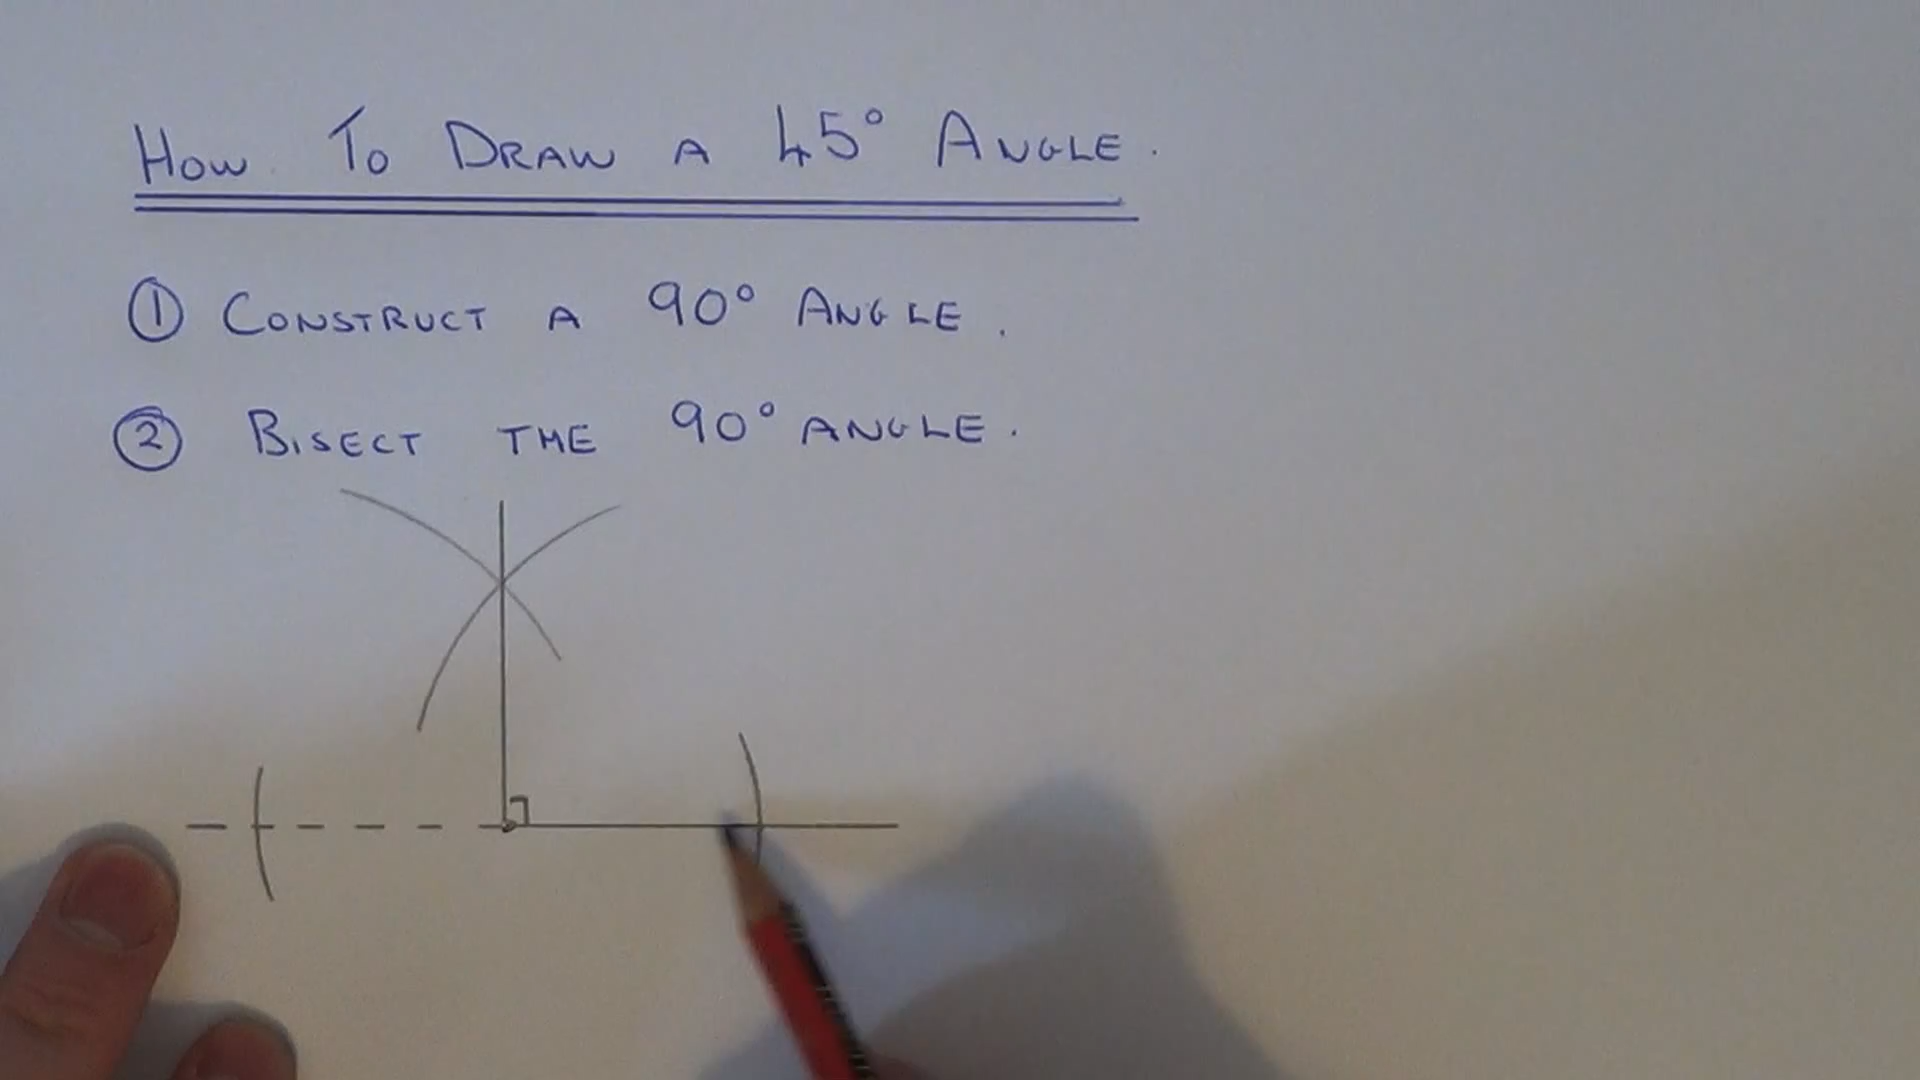 HOW TO DRAW A 45° ANGLE.
① CONSTRUCT A 90° ANGLE.
② BISECT THE 90° ANGLE.